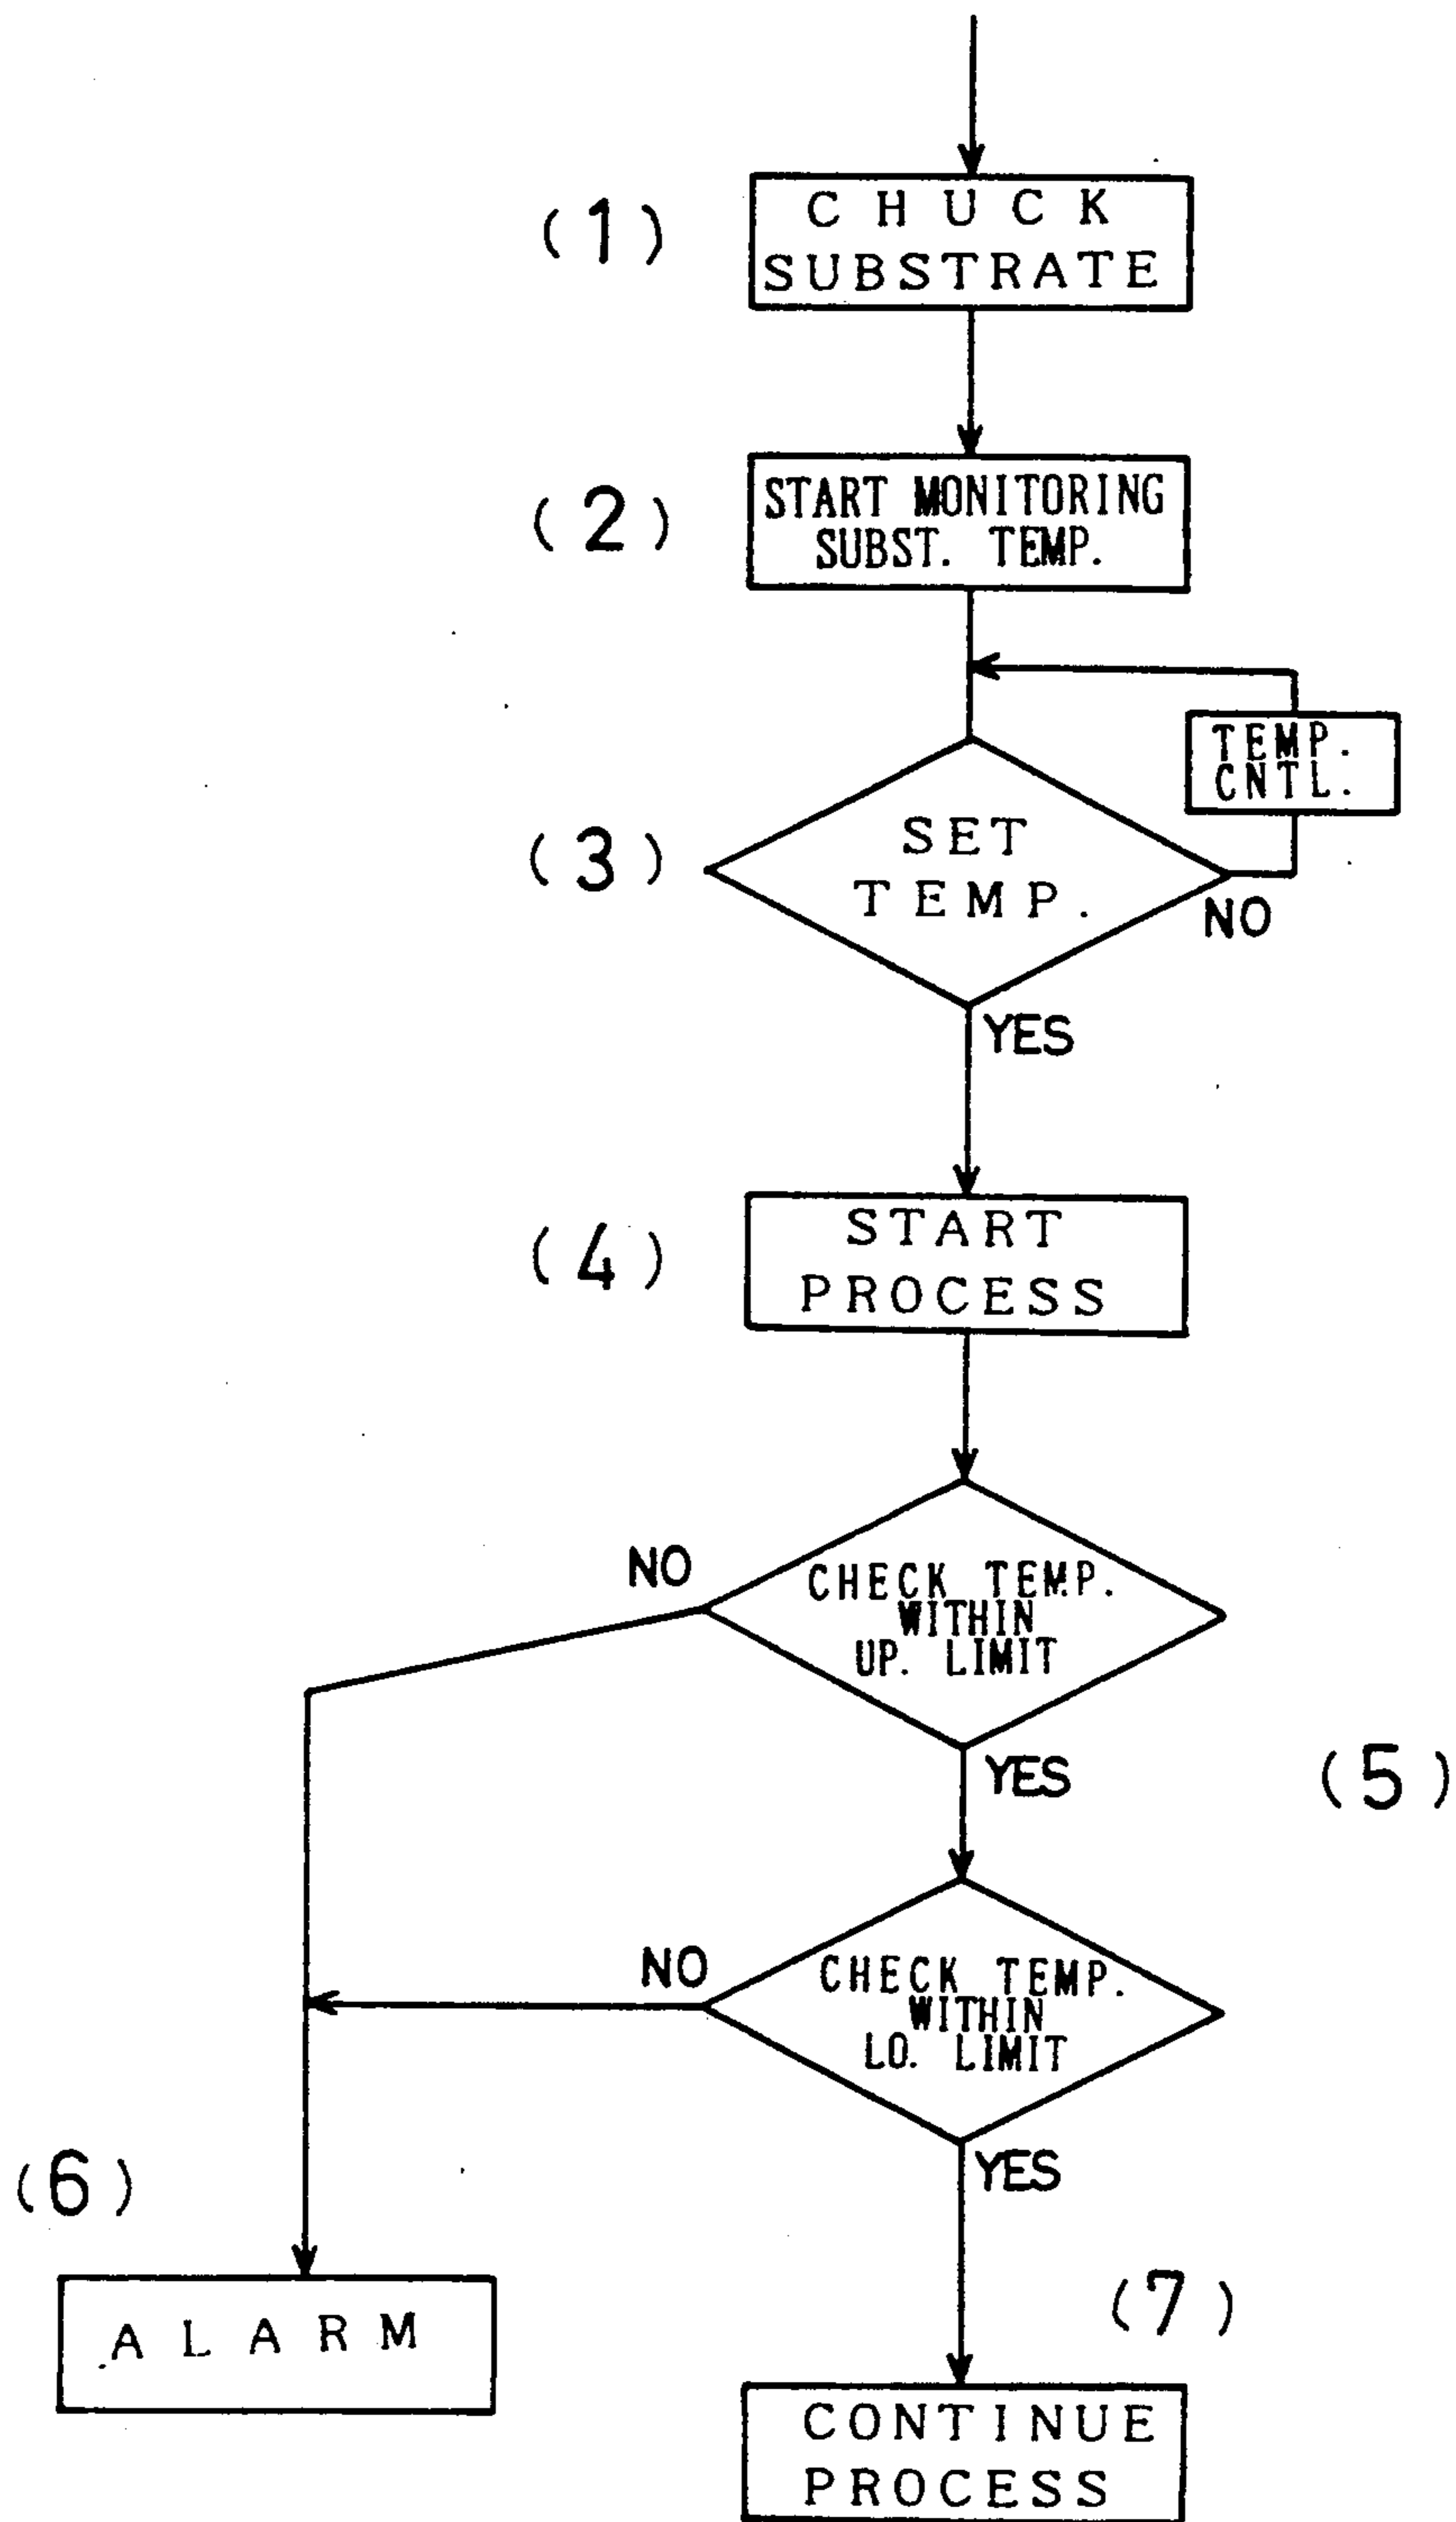 (1)
CHUCK
SUBSTRATE
(2)
START MONITORING
SUBST. TEMP.
TEMP.
CNTL.
(3)
SET
TEMP.
NO
YES
(4)
START
PROCESS
NO
CHECK TEMP.
WITHIN
UP. LIMIT
YES
(5)
NO
CHECK TEMP.
WITHIN
LO. LIMIT
YES
(6)
ALARM
(7)
CONTINUE
PROCESS